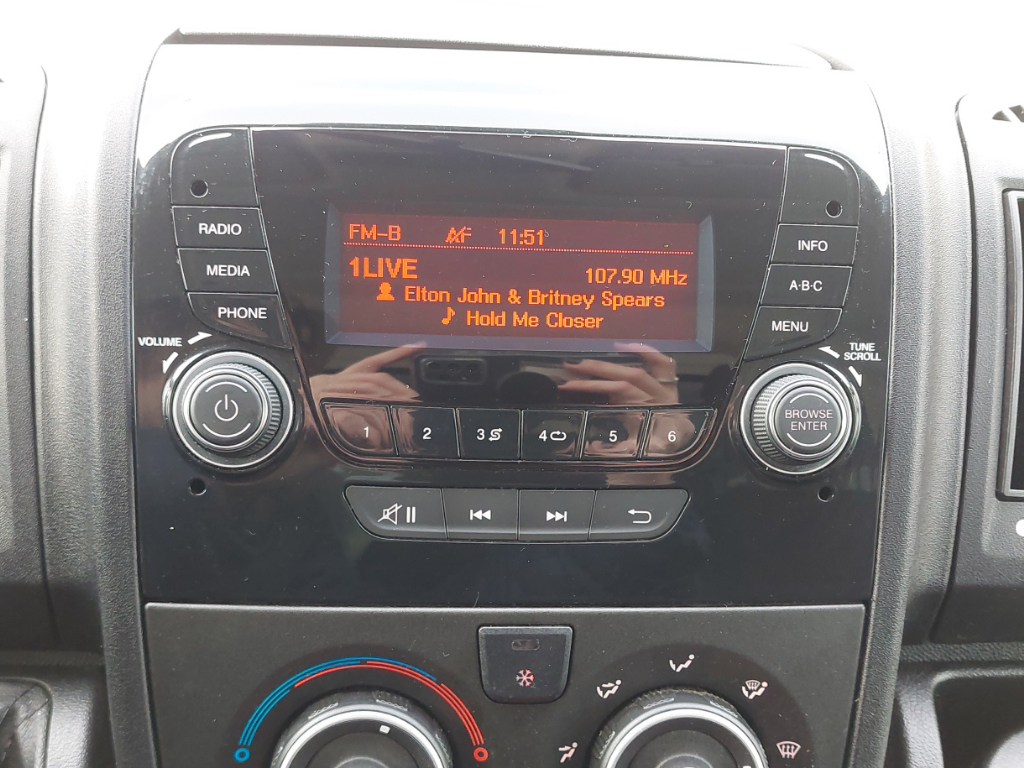 RADIO
MEDIA
PHONE
VOLUME
FM-B AF 11:51
1LIVE 107.90 MHz
Elton John & Britney Spears
Hold Me Closer
INFO
A·B·C
MENU
TUNE
SCROLL
BROWSE
ENTER
1 2 3 4 5 6